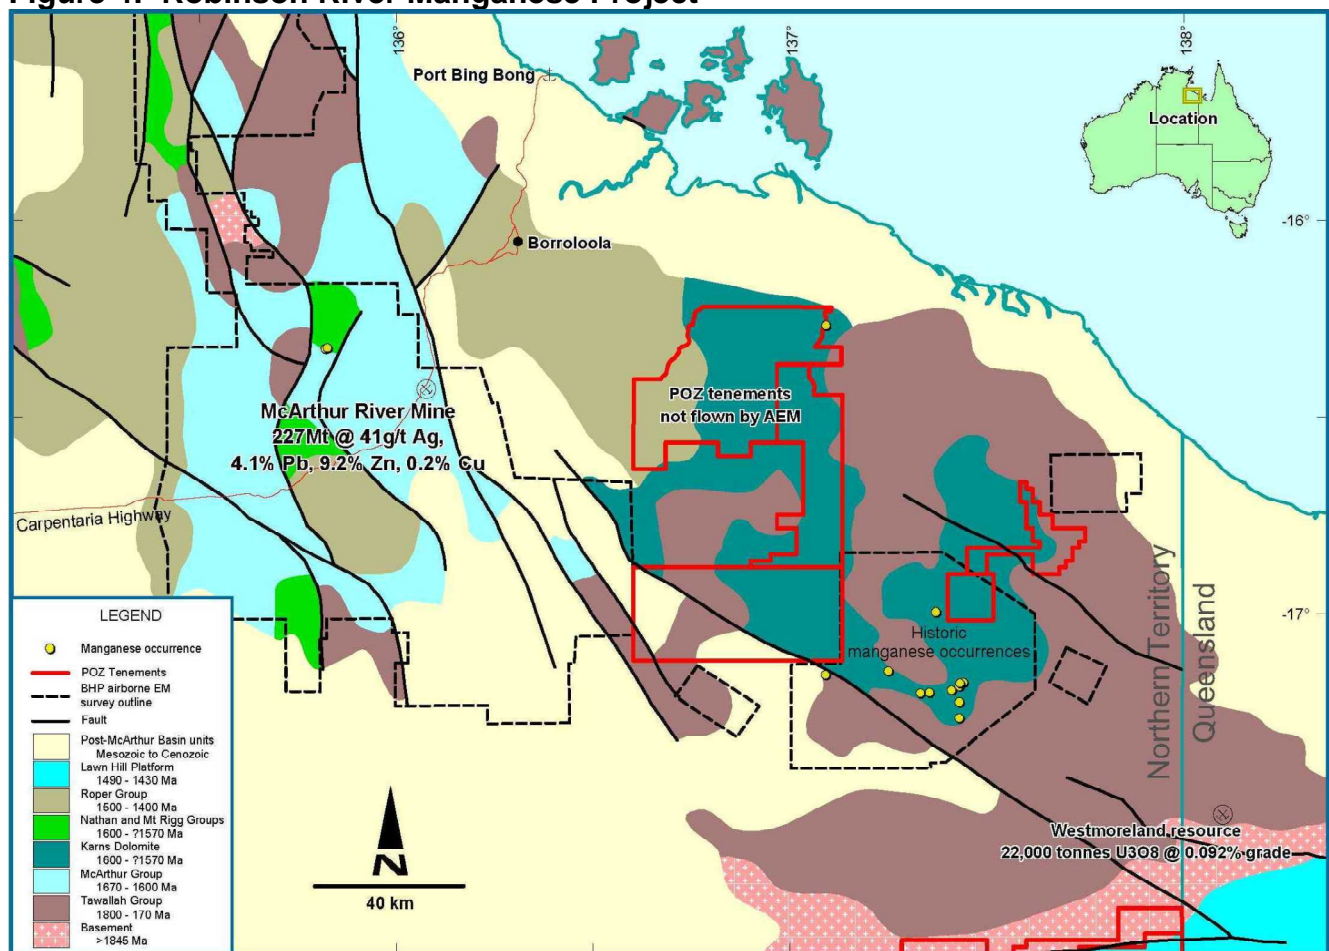 Figure 4. Robinson River Manganese Project
136°
137°
138°
Port Bing Bong
Location
-16°
Borroloola
POZ tenements
not flown by AEM
McArthur River Mine
227Mt @ 41g/t Ag,
4.1% Pb, 9.2% Zn, 0.2% Cu
Carpentaria Highway
-17°
Historic
manganese occurrences
Northern Territory
Queensland
Westmoreland resource
22,000 tonnes U3O8 @ 0.092% grade
N
40 km
LEGEND
Manganese occurrence
POZ Tenements
BHP airborne EM
survey outline
Fault
Post-McArthur Basin units
Mesozoic to Cenozoic
Lawn Hill Platform
1490 - 1430 Ma
Roper Group
1500 - 1400 Ma
Nathan and Mt Rigg Groups
1600 - ?1570 Ma
Karns Dolomite
1600 - ?1570 Ma
McArthur Group
1670 - 1600 Ma
Tawallah Group
1800 - 170 Ma
Basement
>1845 Ma